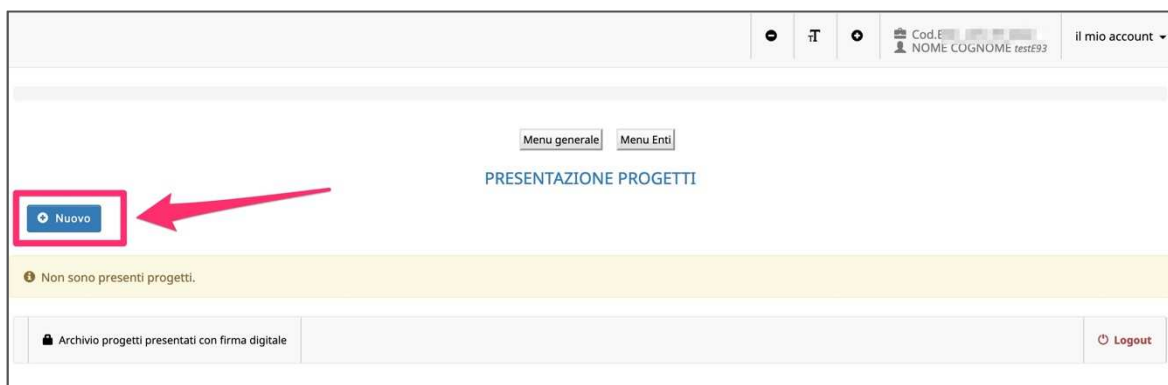 Cod.E
NOME COGNOME testE93
il mio account
Menu generale
Menu Enti
PRESENTAZIONE PROGETTI
Nuovo
Non sono presenti progetti.
Archivio progetti presentati con firma digitale
Logout